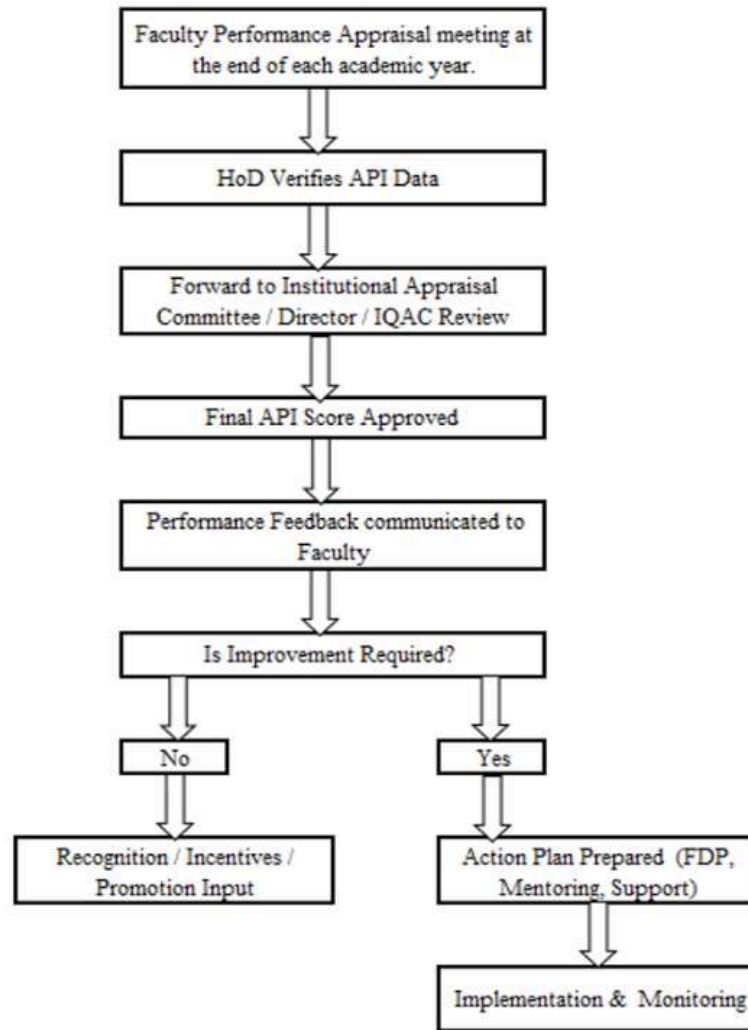 Faculty Performance Appraisal meeting at
the end of each academic year.
HoD Verifies API Data
Forward to Institutional Appraisal
Committee / Director / IQAC Review
Final API Score Approved
Performance Feedback communicated to
Faculty
Is Improvement Required?
No
Yes
Recognition / Incentives /
Promotion Input
Action Plan Prepared (FDP,
Mentoring, Support)
Implementation & Monitoring